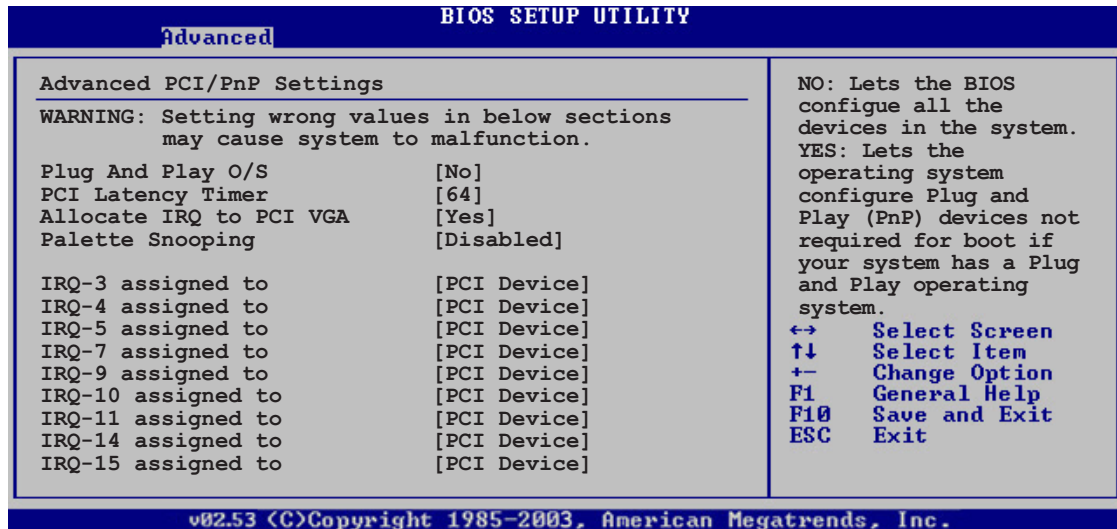 BIOS SETUP UTILITY
Advanced
Advanced PCI/PnP Settings
WARNING: Setting wrong values in below sections
may cause system to malfunction.
Plug And Play O/S [No]
PCI Latency Timer [64]
Allocate IRQ to PCI VGA [Yes]
Palette Snooping [Disabled]
IRQ-3 assigned to [PCI Device]
IRQ-4 assigned to [PCI Device]
IRQ-5 assigned to [PCI Device]
IRQ-7 assigned to [PCI Device]
IRQ-9 assigned to [PCI Device]
IRQ-10 assigned to [PCI Device]
IRQ-11 assigned to [PCI Device]
IRQ-14 assigned to [PCI Device]
IRQ-15 assigned to [PCI Device]
NO: Lets the BIOS
configue all the
devices in the system.
YES: Lets the
operating system
configure Plug and
Play (PnP) devices not
required for boot if
your system has a Plug
and Play operating
system.
←→ Select Screen
↑↓ Select Item
+- Change Option
F1 General Help
F10 Save and Exit
ESC Exit
v02.53 (C)Copyright 1985-2003, American Megatrends, Inc.